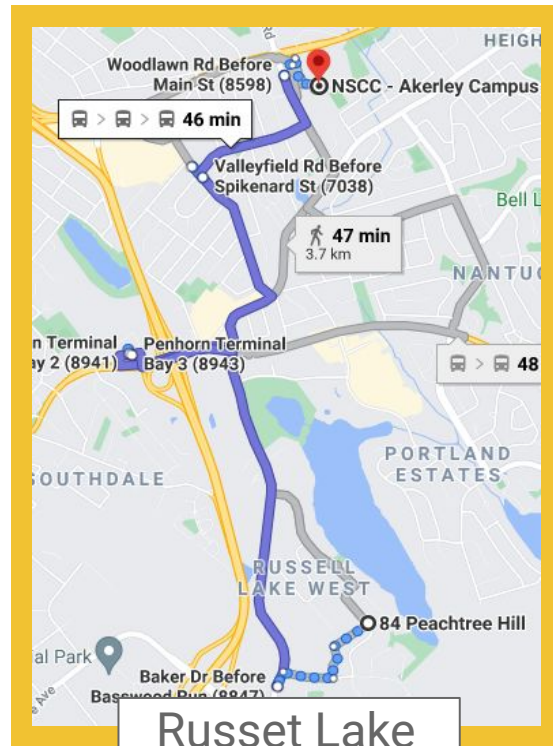 HEIGH
Woodlawn Rd Before
Main St (8598)
NSCC - Akerley Campus
46 min
Valleyfield Rd Before
Spikenard St (7038)
Bell L
47 min
3.7 km
NANTUC
n Terminal
ay 2 (8941)
Penhorn Terminal
Bay 3 (8943)
48
PORTLAND
ESTATES
SOUTHDALE
RUSSELL
LAKE WEST
84 Peachtree Hill
al Park
Baker Dr Before
Basswood Run (8847)
e Ave
Russet Lake